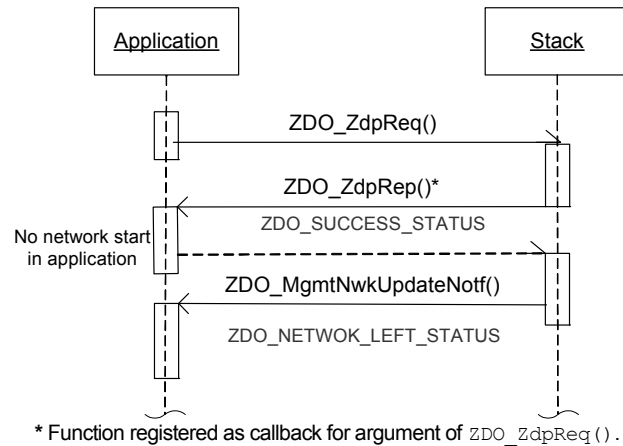 Application
Stack
ZDO_ZdpReq()
ZDO_ZdpRep()*
ZDO_SUCCESS_STATUS
No network start
in application
ZDO_MgmtNwkUpdateNotf()
ZDO_NETWOK_LEFT_STATUS
* Function registered as callback for argument of ZDO_ZdpReq().